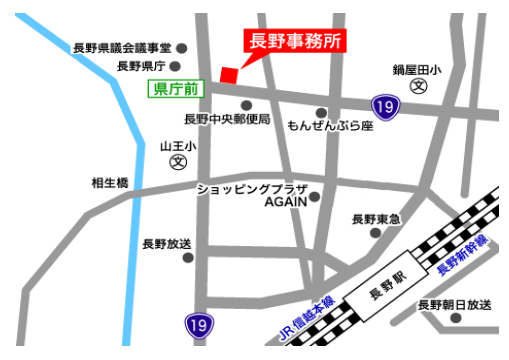 長野事務所
長野県議会議事堂
長野県庁
県庁前
鍋屋田小
文
19
長野中央郵便局
もんぜんぷら座
山王小
文
相生橋
ショッピングプラザ
AGAIN
長野東急
長野放送
長野新幹線
長野駅
JR信越本線
長野朝日放送
19